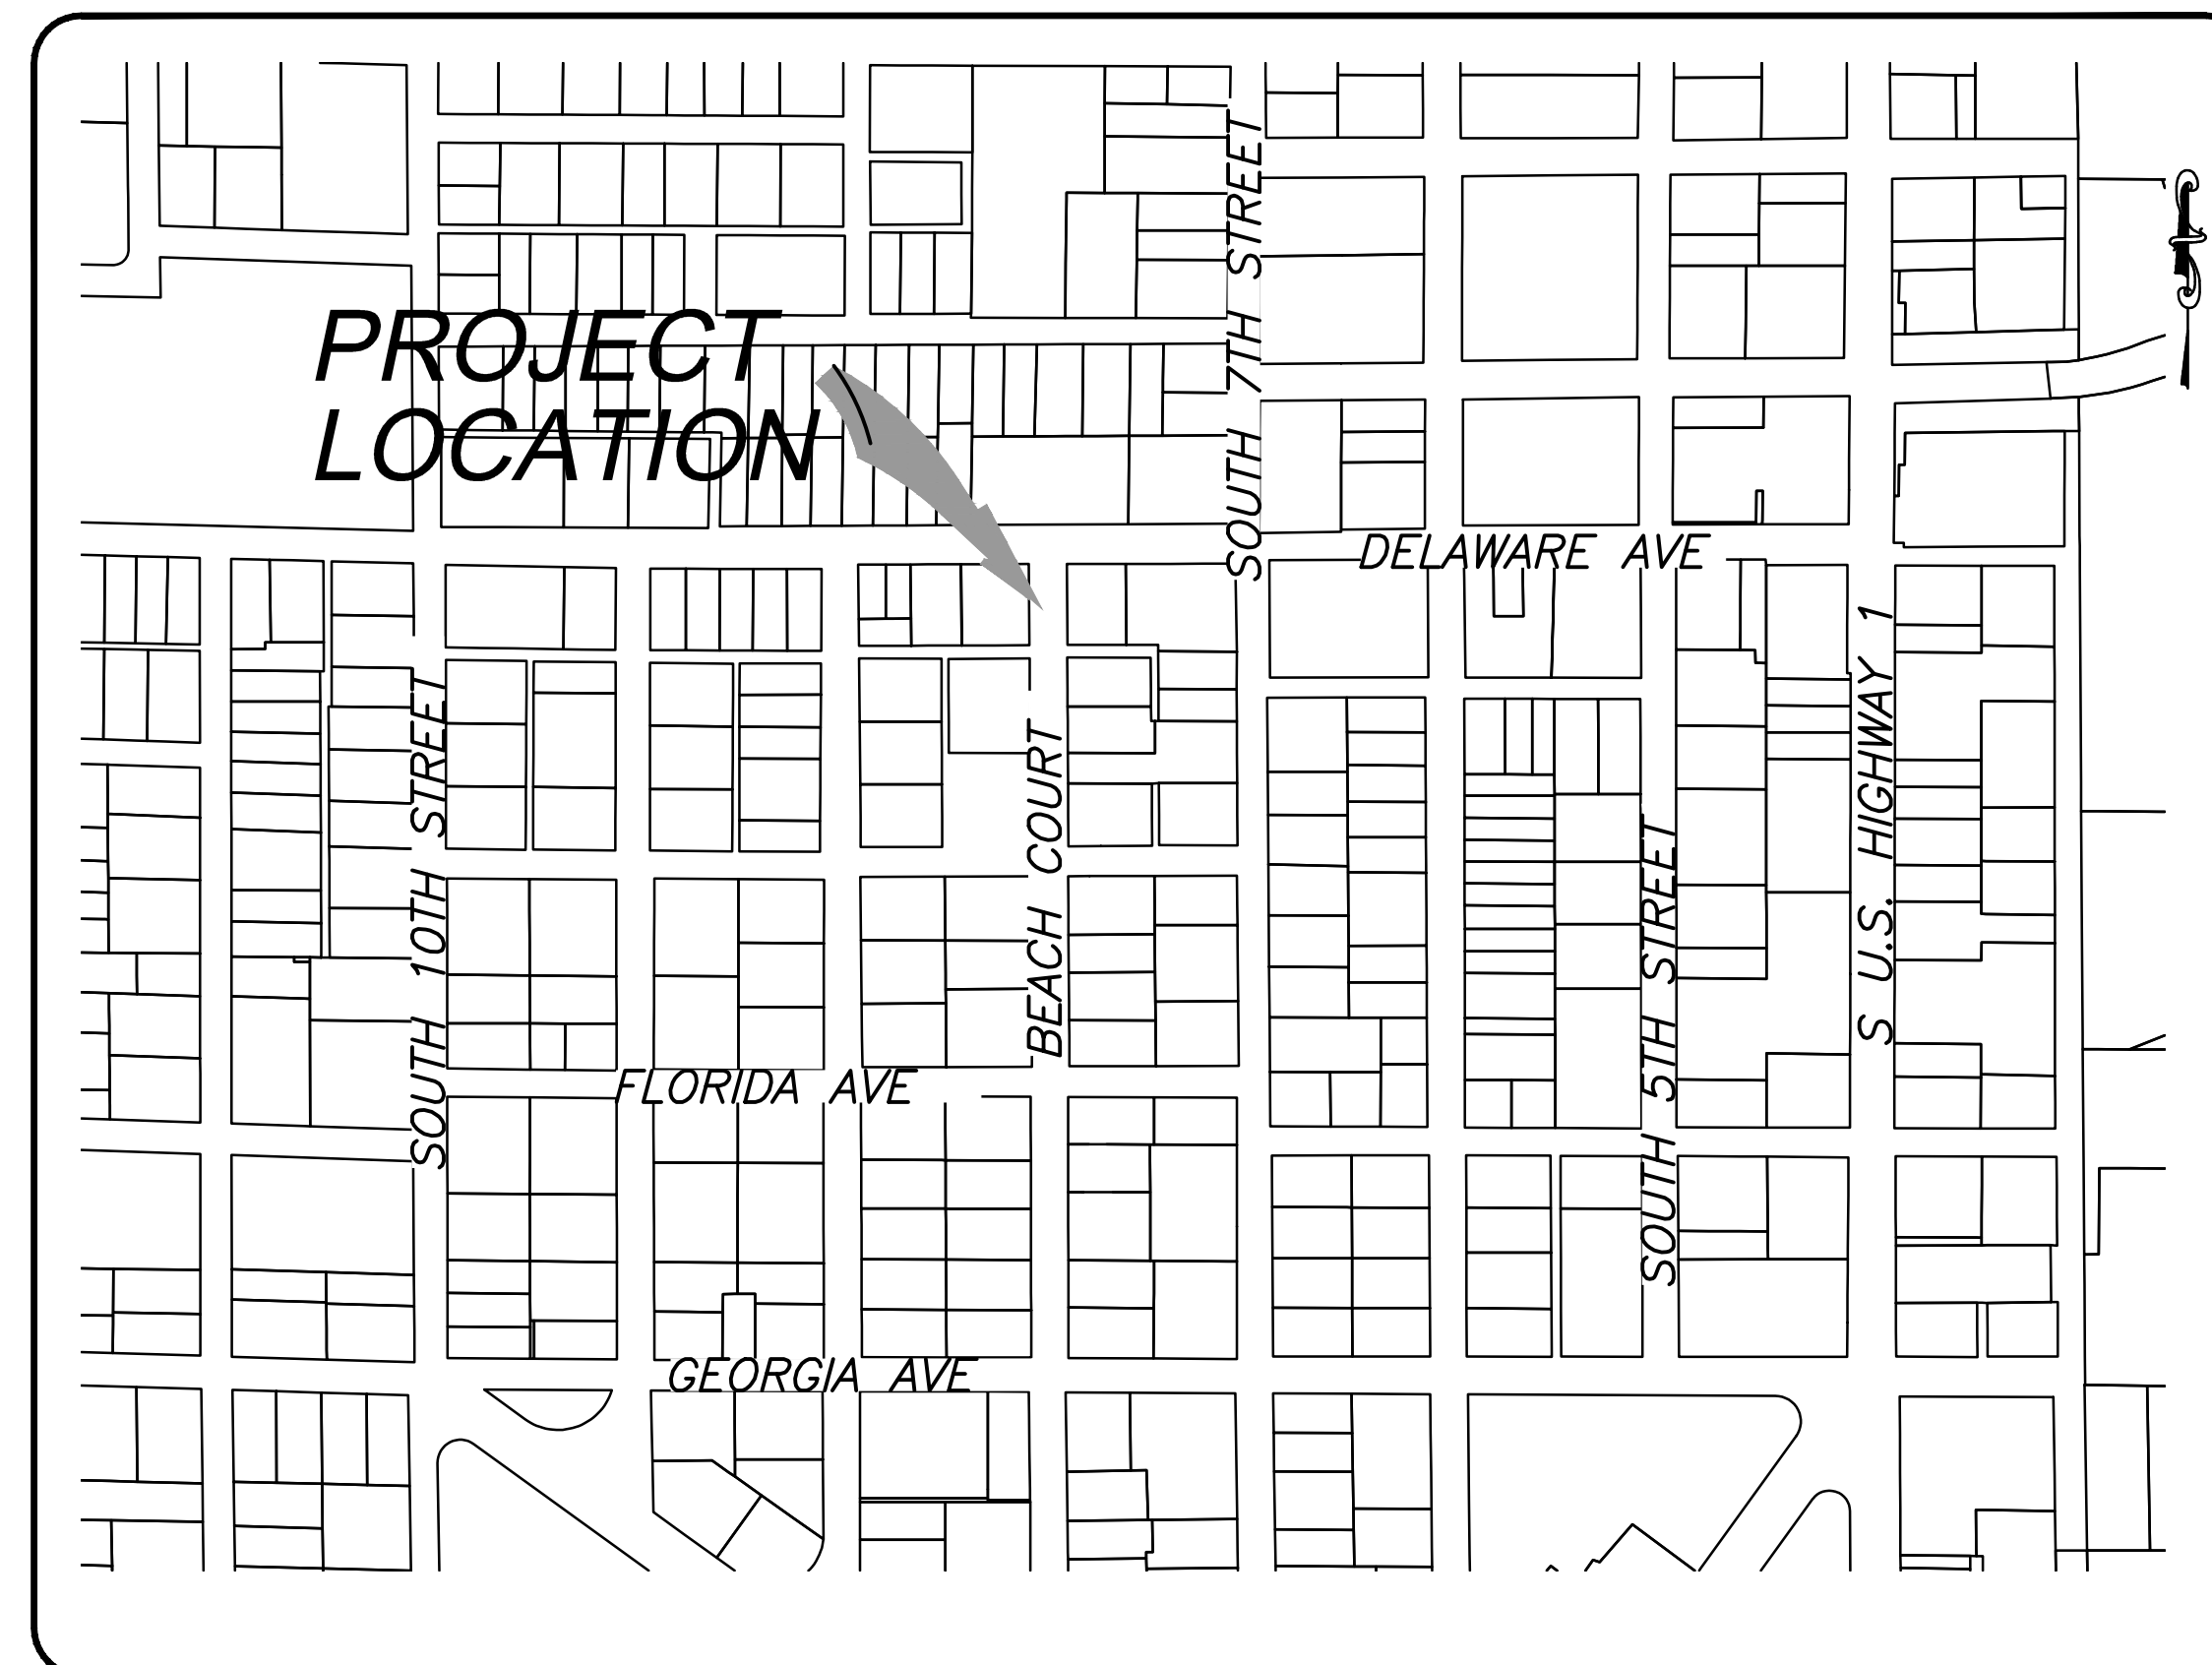 PROJECT
LOCATION
SOUTH 7TH STREET
DELAWARE AVE
SOUTH 10TH STREET
BEACH COURT
SOUTH 5TH STREET
S U.S. HIGHWAY 1
FLORIDA AVE
GEORGIA AVE